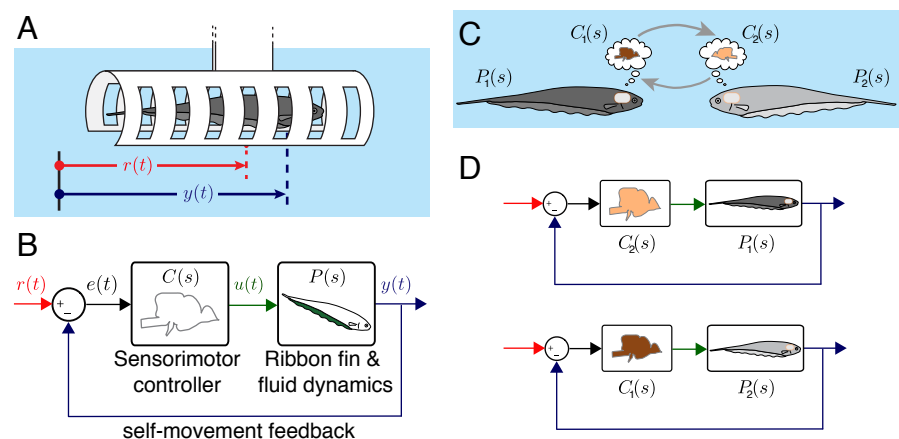 A
r(t)
y(t)
B
r(t)
+
−
e(t)
C(s)
u(t)
P(s)
y(t)
Sensorimotor
controller
Ribbon fin &
fluid dynamics
self-movement feedback
C
C₁(s)
C₂(s)
P₁(s)
P₂(s)
D
+
−
C₂(s)
P₁(s)
+
−
C₁(s)
P₂(s)